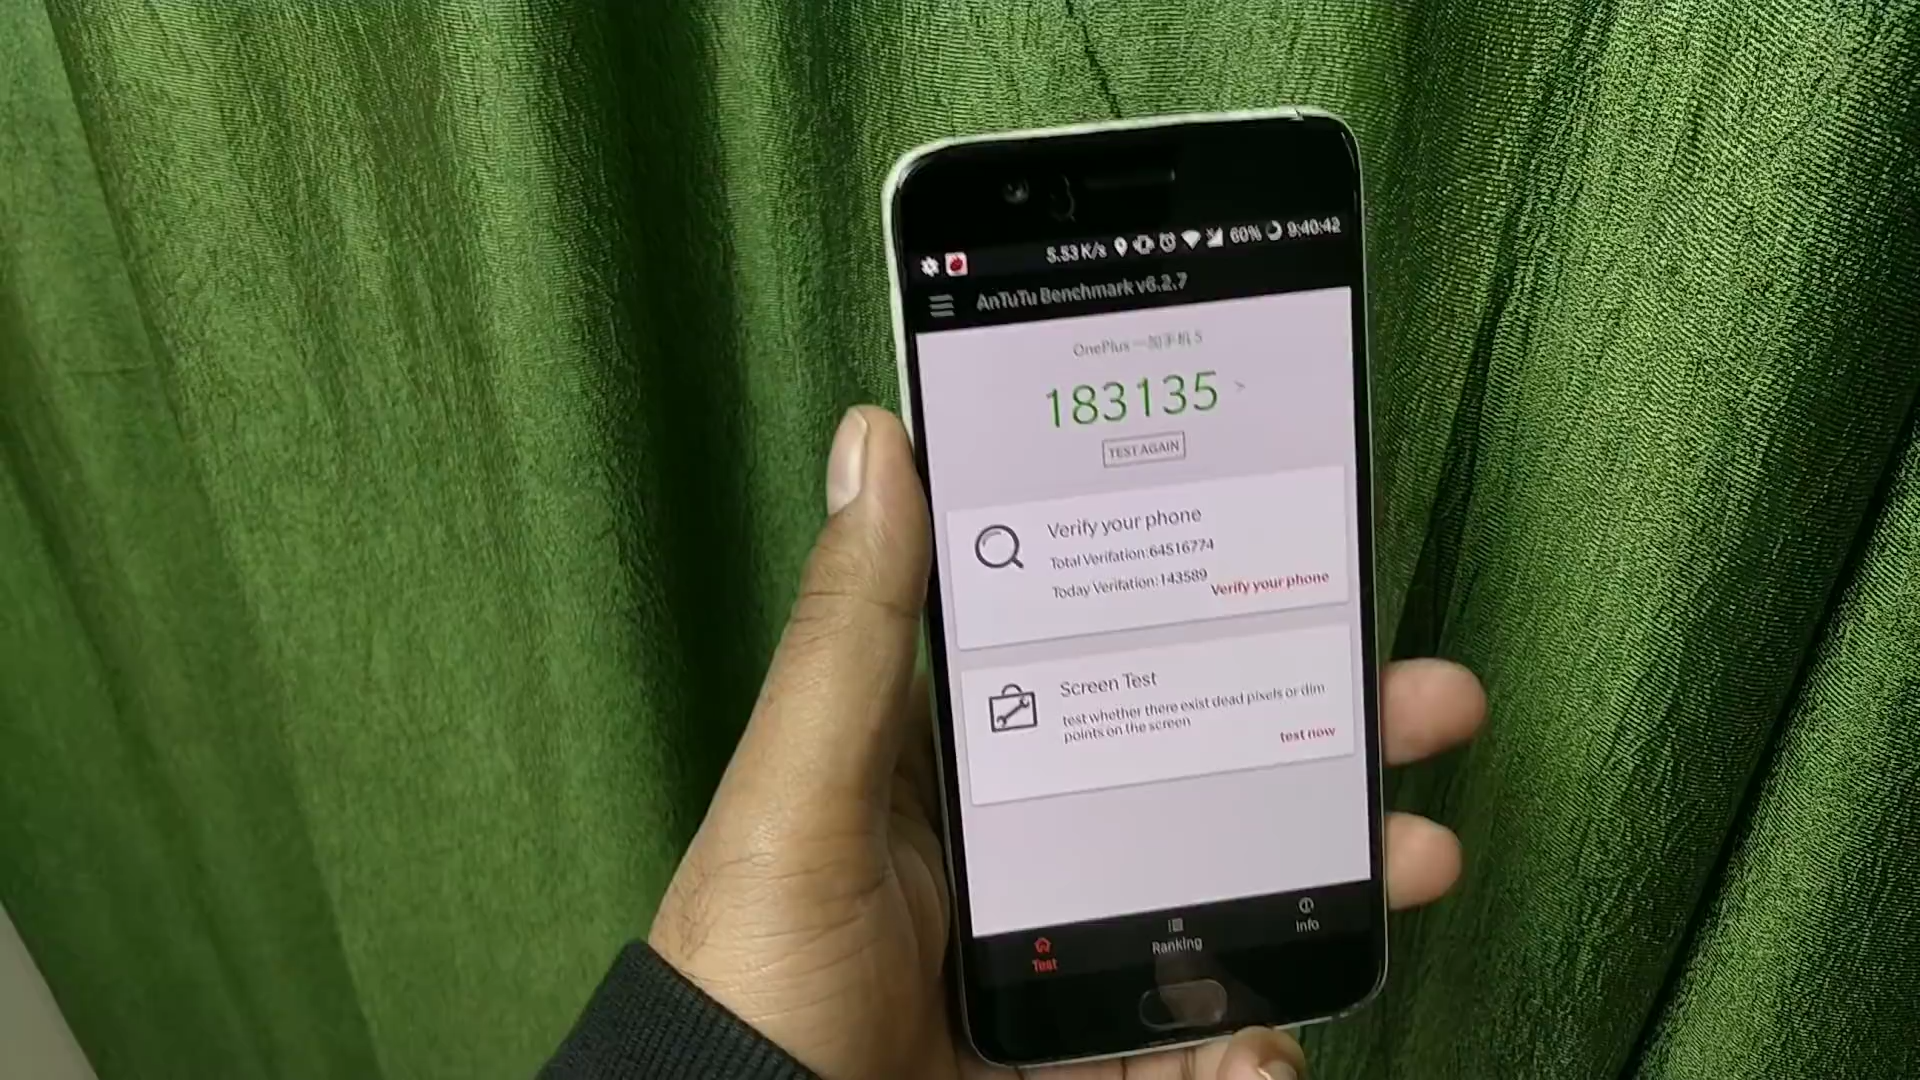 5.53 K/s 60% 9:40:42
AnTuTu Benchmark v6.2.7
OnePlus 一加手机 5
183135 >
TEST AGAIN
Verify your phone
Total Verifation:64516774
Today Verifation:143589
Verify your phone
Screen Test
test whether there exist dead pixels or dim
points on the screen
test now
Test
Ranking
Info